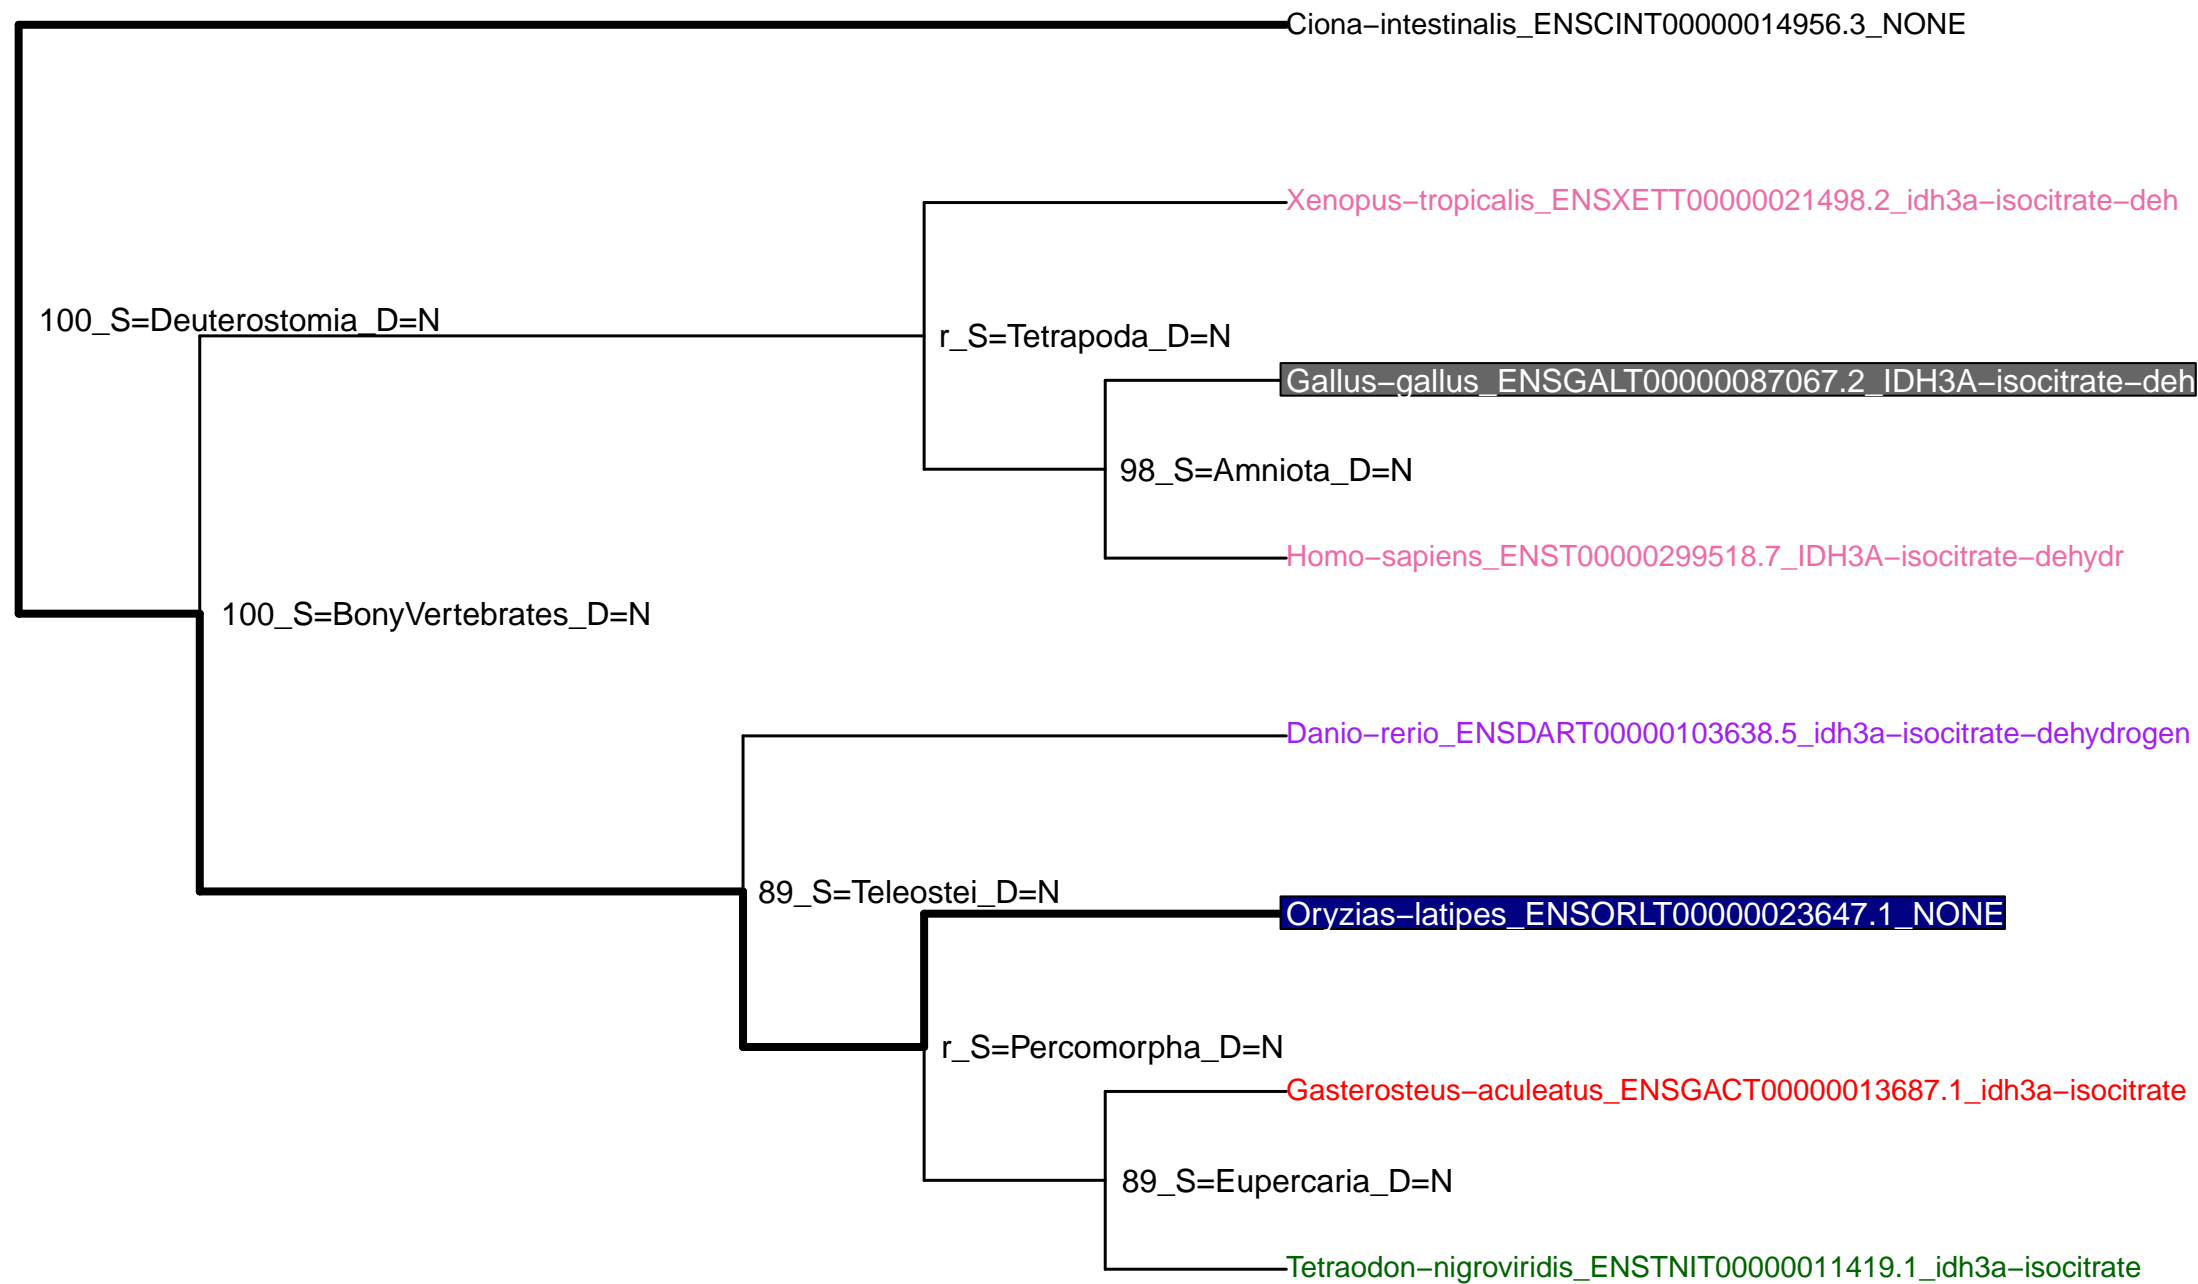 Ciona−intestinalis_ENSCINT00000014956.3_NONE
Xenopus−tropicalis_ENSXETT00000021498.2_idh3a−isocitrate−deh
100_S=Deuterostomia_D=N
r_S=Tetrapoda_D=N
Gallus−gallus_ENSGALT00000087067.2_IDH3A−isocitrate−deh
98_S=Amniota_D=N
Homo−sapiens_ENST00000299518.7_IDH3A−isocitrate−dehydr
100_S=BonyVertebrates_D=N
Danio−rerio_ENSDART00000103638.5_idh3a−isocitrate−dehydrogen
89_S=Teleostei_D=N
Oryzias−latipes_ENSORLT00000023647.1_NONE
r_S=Percomorpha_D=N
Gasterosteus−aculeatus_ENSGACT00000013687.1_idh3a−isocitrate
89_S=Eupercaria_D=N
Tetraodon−nigroviridis_ENSTNIT00000011419.1_idh3a−isocitrate